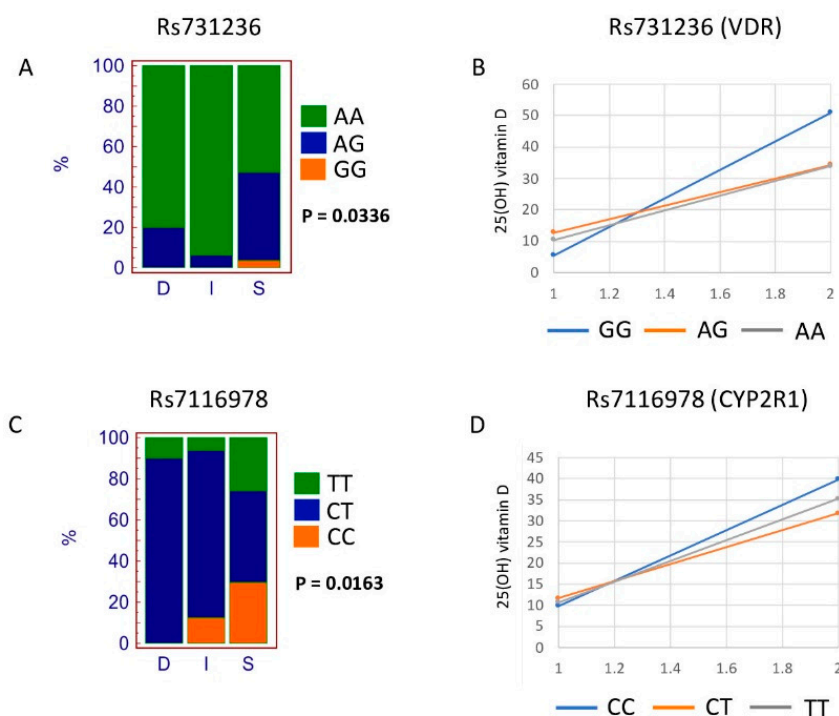 Rs731236
A
100
80
60
40
20
0
%
D I S
AA
AG
GG
P = 0.0336
Rs731236 (VDR)
B
60
50
40
30
20
10
0
25(OH) vitamin D
1 1.2 1.4 1.6 1.8 2
GG AG AA
Rs7116978
C
100
80
60
40
20
0
%
D I S
TT
CT
CC
P = 0.0163
Rs7116978 (CYP2R1)
D
45
40
35
30
25
20
15
10
5
0
25(OH) vitamin D
1 1.2 1.4 1.6 1.8 2
CC CT TT